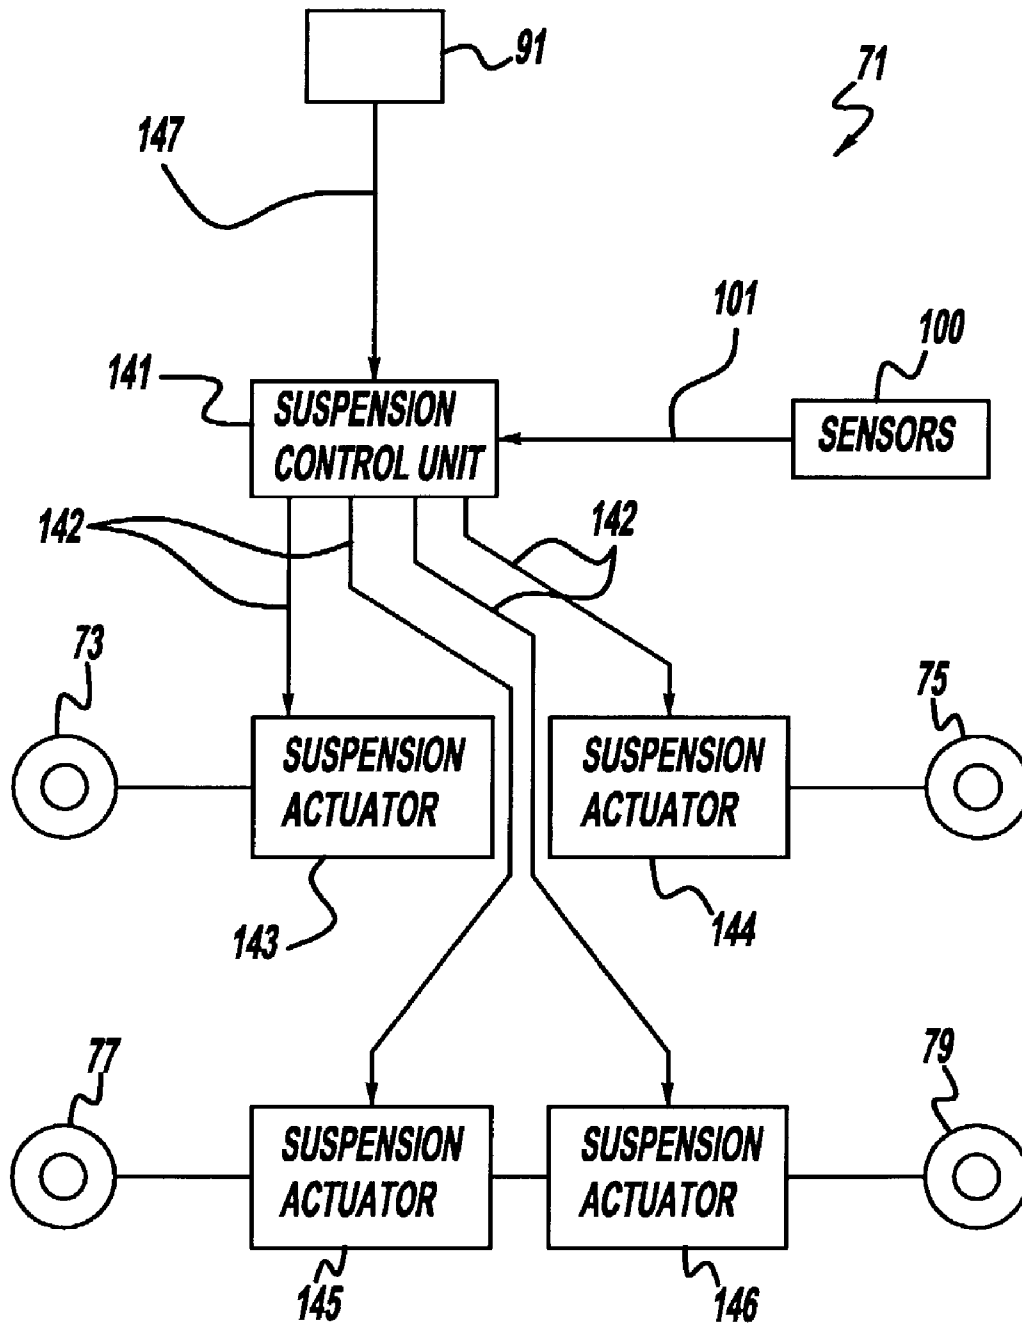 91
71
147
101
100
141
SUSPENSION
CONTROL UNIT
SENSORS
142
142
73
75
SUSPENSION
ACTUATOR
SUSPENSION
ACTUATOR
143
144
77
79
SUSPENSION
ACTUATOR
SUSPENSION
ACTUATOR
145
146